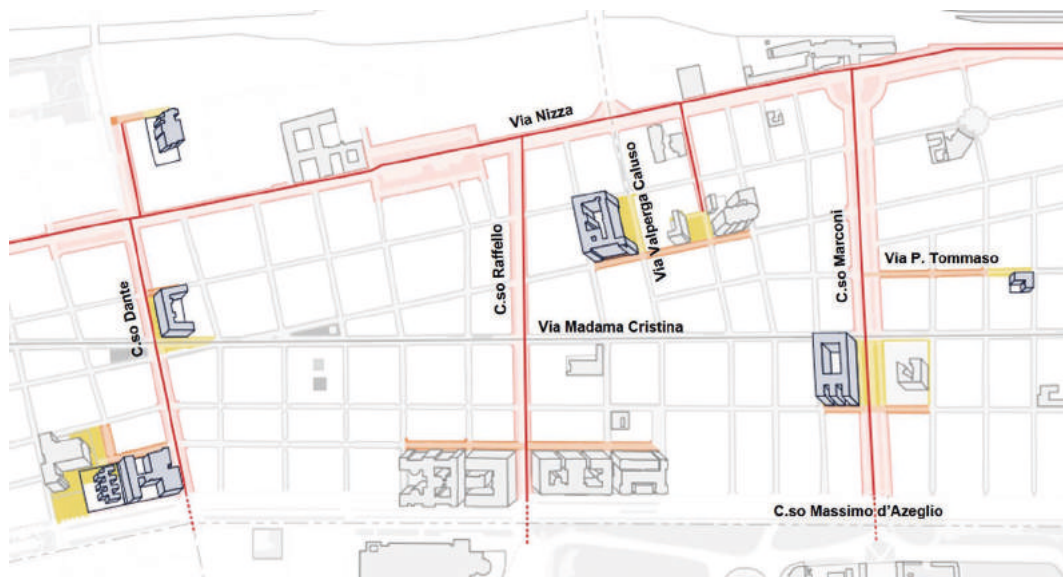 Via Nizza
Via Valperga Caluso
C.so Raffello
C.so Marconi
Via P. Tommaso
C.so Dante
Via Madama Cristina
C.so Massimo d'Azeglio